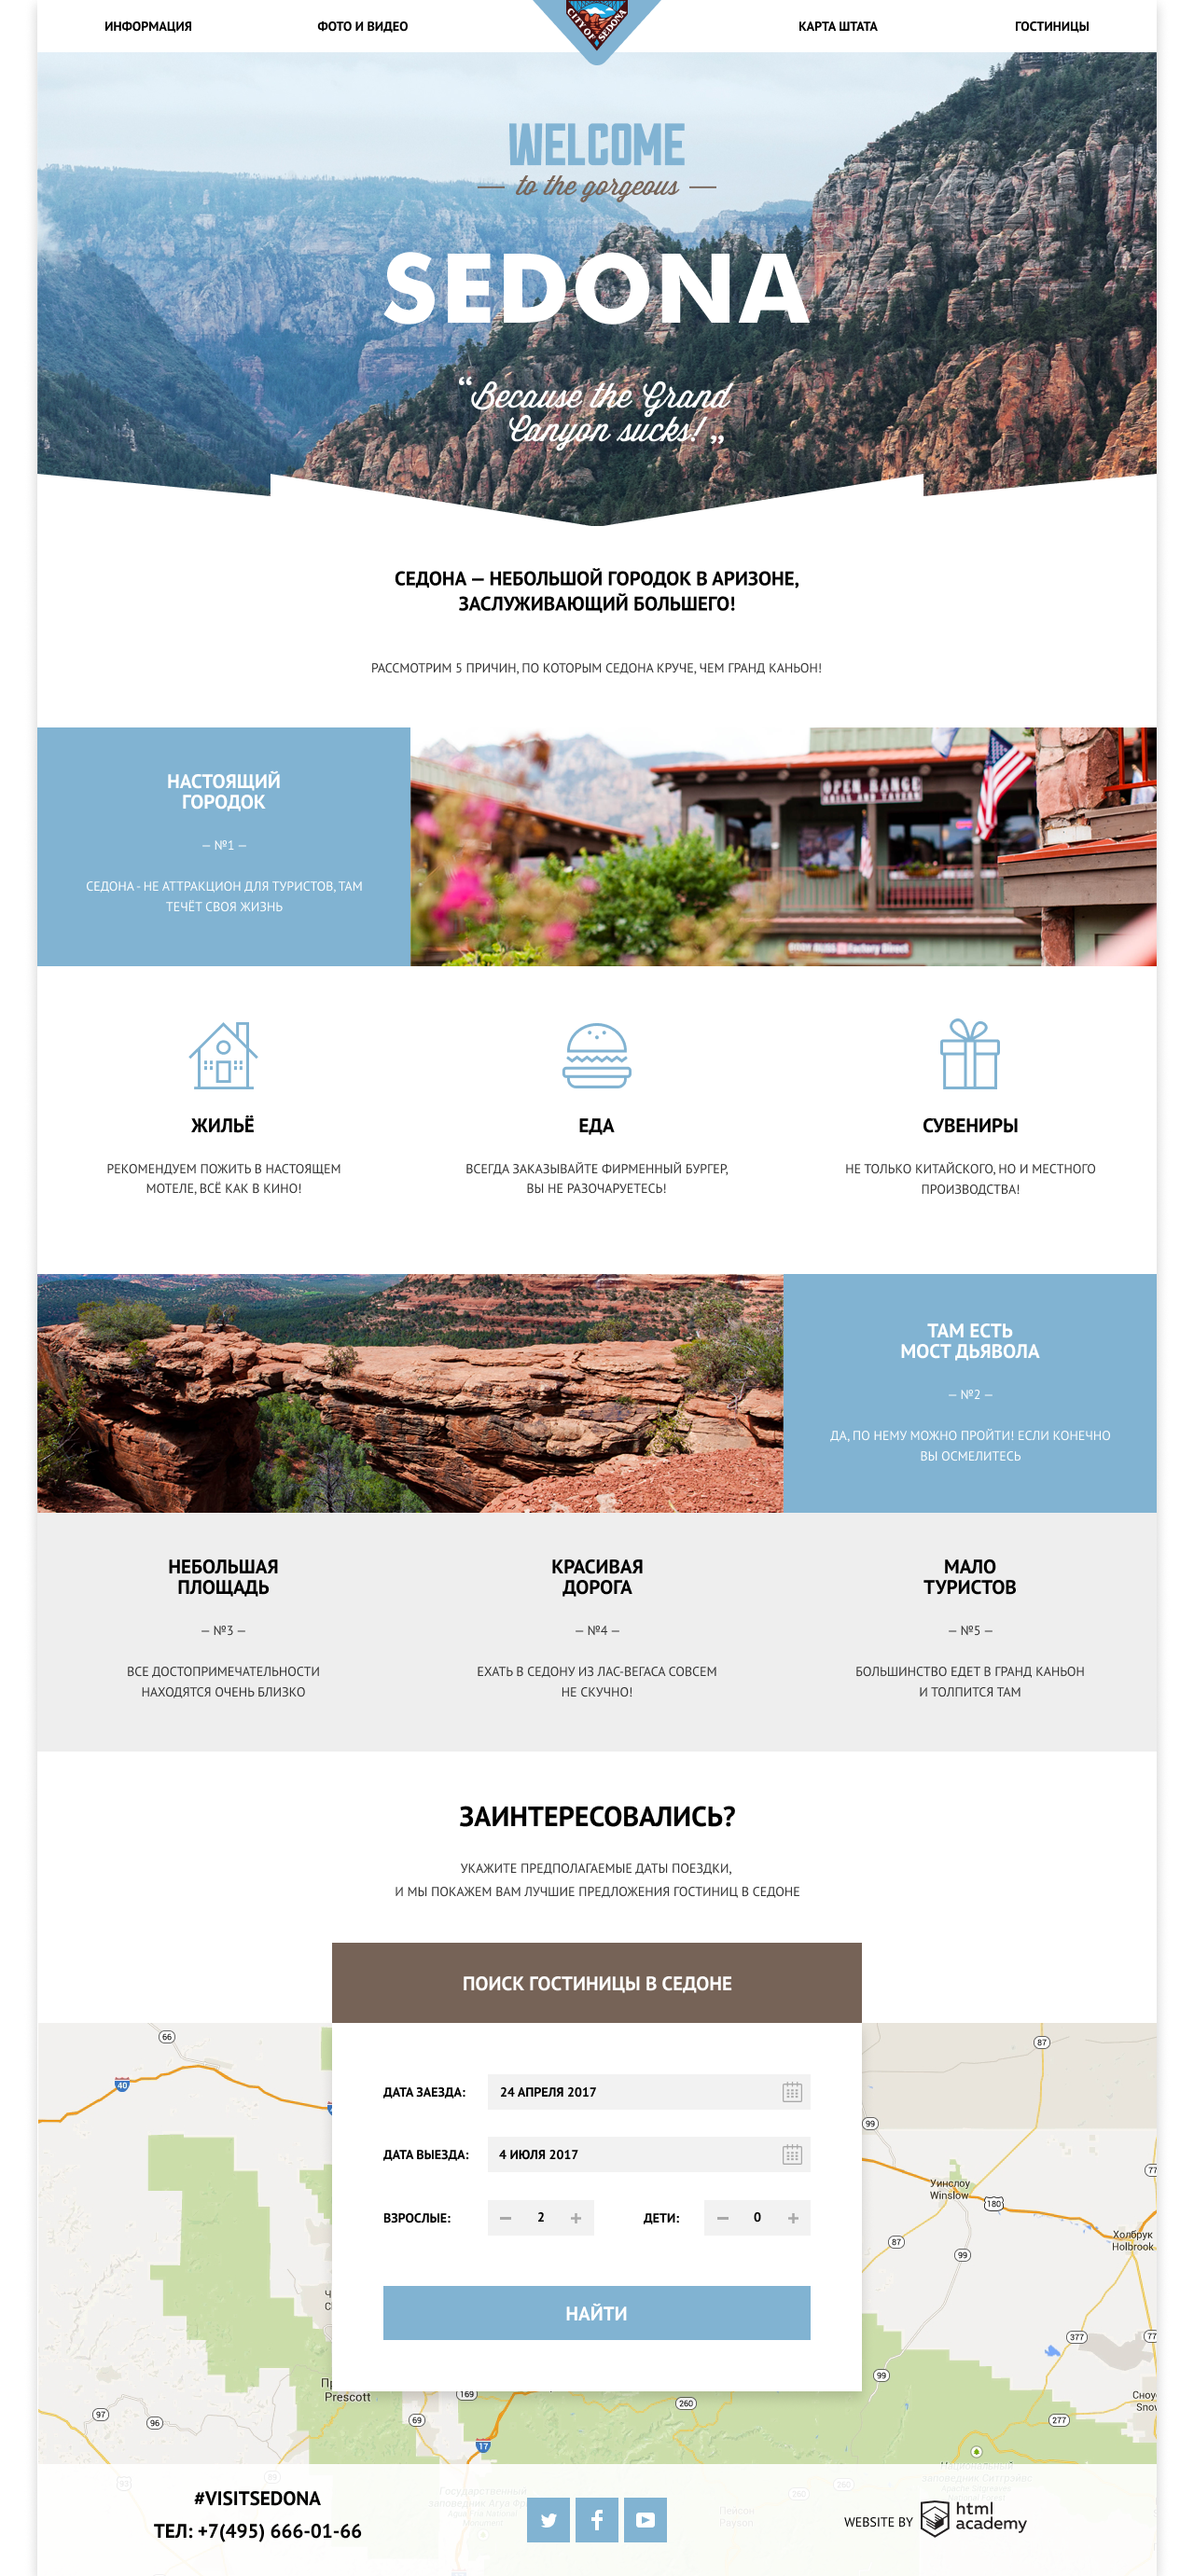 ИНФОРМАЦИЯ
ФОТО И ВИДЕО
CITY OF SEDONA
КАРТА ШТАТА
ГОСТИНИЦЫ
WELCOME
to the gorgeous
SEDONA
“Because the Grand
Canyon sucks!„
СЕДОНА — НЕБОЛЬШОЙ ГОРОДОК В АРИЗОНЕ,
ЗАСЛУЖИВАЮЩИЙ БОЛЬШЕГО!
РАССМОТРИМ 5 ПРИЧИН, ПО КОТОРЫМ СЕДОНА КРУЧЕ, ЧЕМ ГРАНД КАНЬОН!
НАСТОЯЩИЙ
ГОРОДОК
— №1 —
СЕДОНА - НЕ АТТРАКЦИОН ДЛЯ ТУРИСТОВ, ТАМ
ТЕЧЁТ СВОЯ ЖИЗНЬ
OPEN RANGE
Factory Direct
ЖИЛЬЁ
РЕКОМЕНДУЕМ ПОЖИТЬ В НАСТОЯЩЕМ
МОТЕЛЕ, ВСЁ КАК В КИНО!
ЕДА
ВСЕГДА ЗАКАЗЫВАЙТЕ ФИРМЕННЫЙ БУРГЕР,
ВЫ НЕ РАЗОЧАРУЕТЕСЬ!
СУВЕНИРЫ
НЕ ТОЛЬКО КИТАЙСКОГО, НО И МЕСТНОГО
ПРОИЗВОДСТВА!
ТАМ ЕСТЬ
МОСТ ДЬЯВОЛА
— №2 —
ДА, ПО НЕМУ МОЖНО ПРОЙТИ! ЕСЛИ КОНЕЧНО
ВЫ ОСМЕЛИТЕСЬ
НЕБОЛЬШАЯ
ПЛОЩАДЬ
— №3 —
ВСЕ ДОСТОПРИМЕЧАТЕЛЬНОСТИ
НАХОДЯТСЯ ОЧЕНЬ БЛИЗКО
КРАСИВАЯ
ДОРОГА
— №4 —
ЕХАТЬ В СЕДОНУ ИЗ ЛАС-ВЕГАСА СОВСЕМ
НЕ СКУЧНО!
МАЛО
ТУРИСТОВ
— №5 —
БОЛЬШИНСТВО ЕДЕТ В ГРАНД КАНЬОН
И ТОЛПИТСЯ ТАМ
ЗАИНТЕРЕСОВАЛИСЬ?
УКАЖИТЕ ПРЕДПОЛАГАЕМЫЕ ДАТЫ ПОЕЗДКИ,
И МЫ ПОКАЖЕМ ВАМ ЛУЧШИЕ ПРЕДЛОЖЕНИЯ ГОСТИНИЦ В СЕДОНЕ
ПОИСК ГОСТИНИЦЫ В СЕДОНЕ
ДАТА ЗАЕЗДА:
24 АПРЕЛЯ 2017
ДАТА ВЫЕЗДА:
4 ИЮЛЯ 2017
ВЗРОСЛЫЕ:
− 2 +
ДЕТИ:
− 0 +
НАЙТИ
66
40
87
99
77
Уинслоу
Winslow
180
Холбрук
Holbrook
87
99
377
77
99
Prescott
169
260
97
96
69
277
17
#VISITSEDONA
ТЕЛ: +7(495) 666-01-66
WEBSITE BY
html
academy